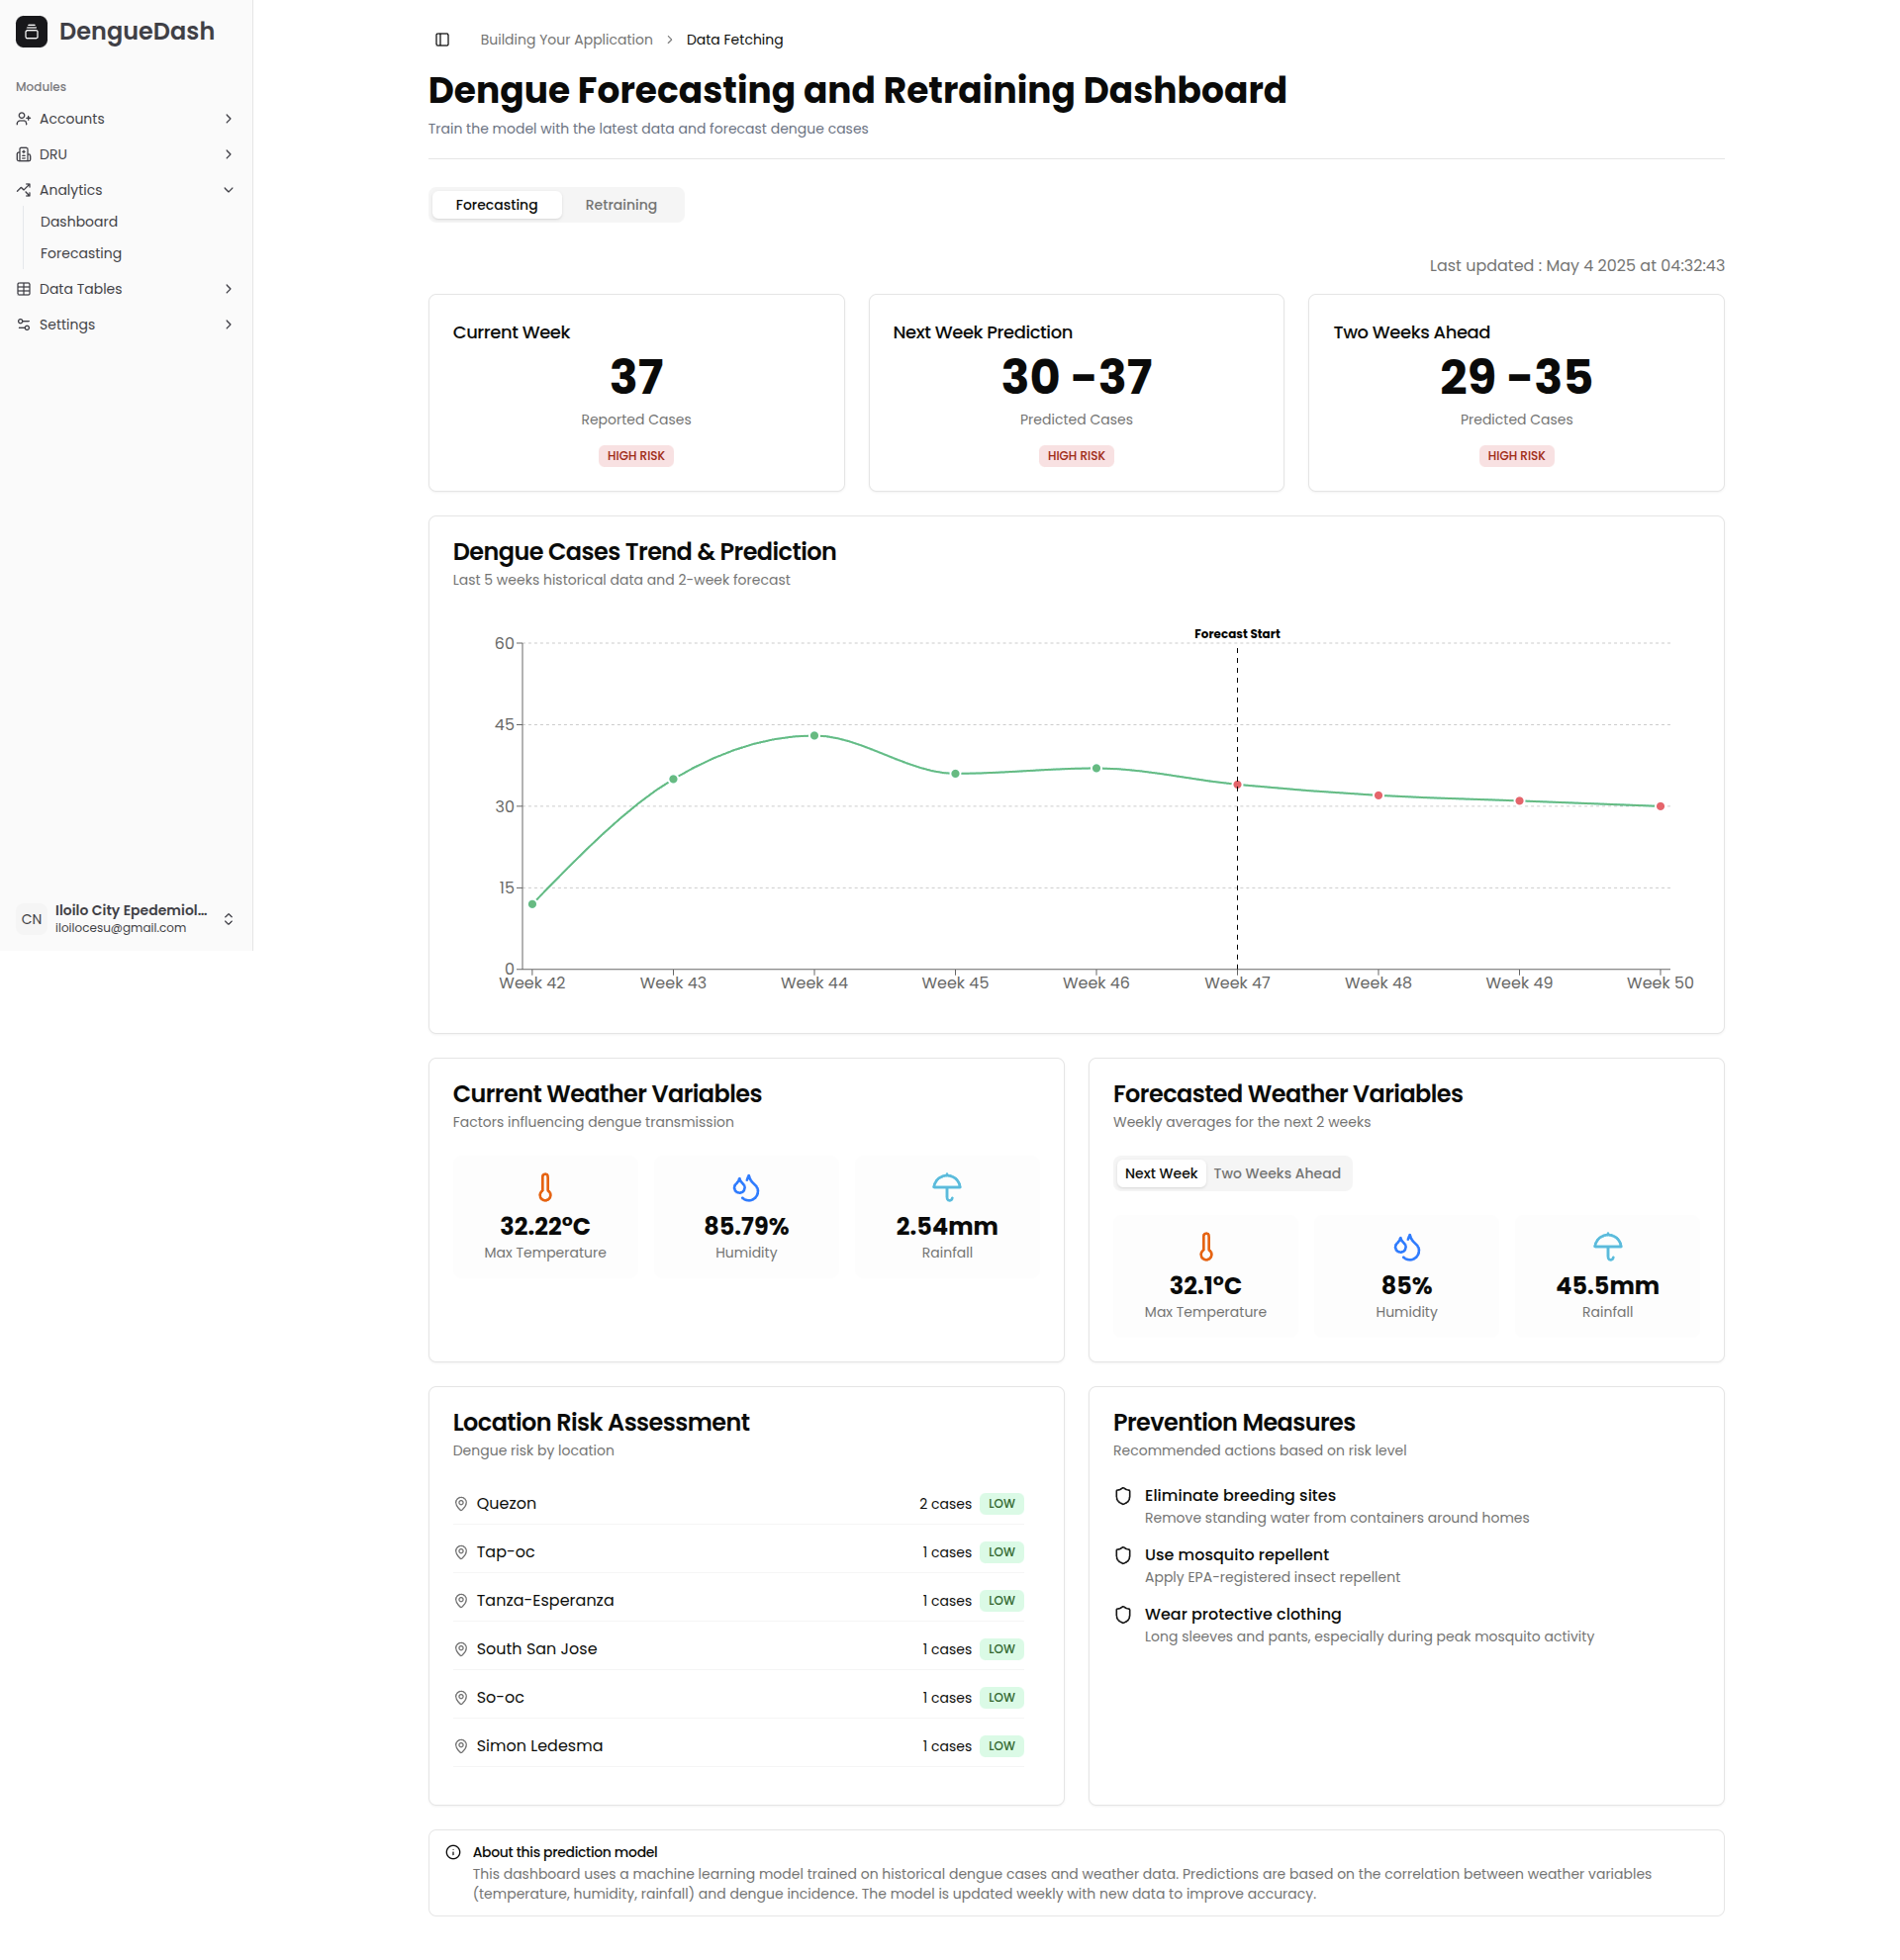 DengueDash
Modules
Accounts
DRU
Analytics
Dashboard
Forecasting
Data Tables
Settings
CN
Iloilo City Epedemiol...
iloilocesu@gmail.com
Building Your Application > Data Fetching
Dengue Forecasting and Retraining Dashboard
Train the model with the latest data and forecast dengue cases
Forecasting Retraining
Last updated : May 4 2025 at 04:32:43
Current Week
37
Reported Cases
HIGH RISK
Next Week Prediction
30 -37
Predicted Cases
HIGH RISK
Two Weeks Ahead
29 -35
Predicted Cases
HIGH RISK
Dengue Cases Trend & Prediction
Last 5 weeks historical data and 2-week forecast
Forecast Start
60
45
30
15
0
Week 42 Week 43 Week 44 Week 45 Week 46 Week 47 Week 48 Week 49 Week 50
Current Weather Variables
Factors influencing dengue transmission
32.22°C
Max Temperature
85.79%
Humidity
2.54mm
Rainfall
Forecasted Weather Variables
Weekly averages for the next 2 weeks
Next Week Two Weeks Ahead
32.1°C
Max Temperature
85%
Humidity
45.5mm
Rainfall
Location Risk Assessment
Dengue risk by location
Quezon 2 cases LOW
Tap-oc 1 cases LOW
Tanza-Esperanza 1 cases LOW
South San Jose 1 cases LOW
So-oc 1 cases LOW
Simon Ledesma 1 cases LOW
Prevention Measures
Recommended actions based on risk level
Eliminate breeding sites
Remove standing water from containers around homes
Use mosquito repellent
Apply EPA-registered insect repellent
Wear protective clothing
Long sleeves and pants, especially during peak mosquito activity
About this prediction model
This dashboard uses a machine learning model trained on historical dengue cases and weather data. Predictions are based on the correlation between weather variables
(temperature, humidity, rainfall) and dengue incidence. The model is updated weekly with new data to improve accuracy.